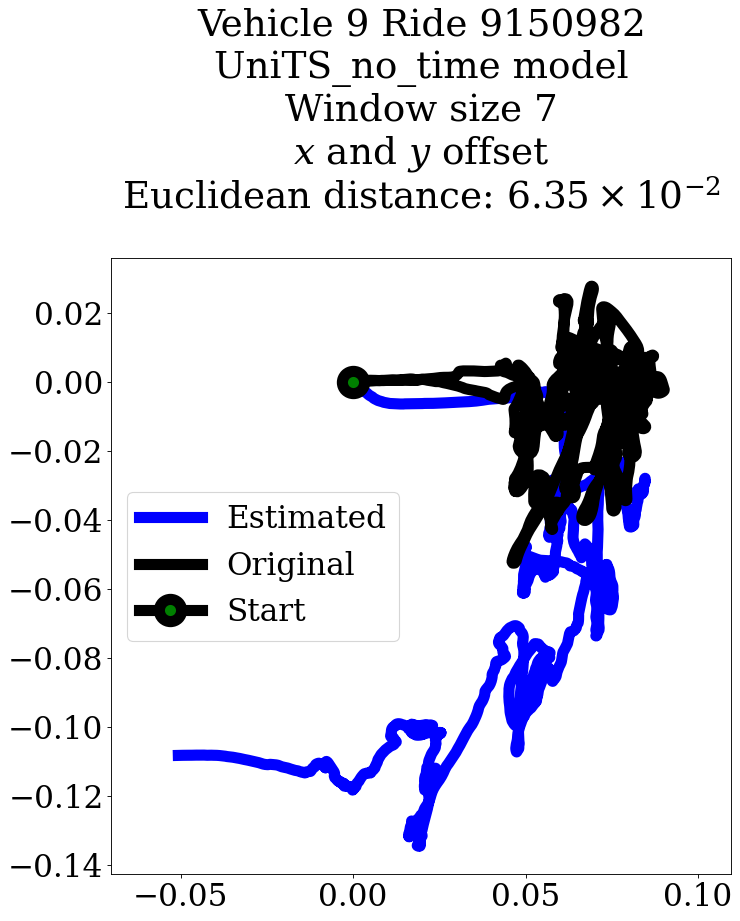 Vehicle 9 Ride 9150982
UniTS_no_time model
Window size 7
x and y offset
Euclidean distance: 6.35 × 10⁻²
0.02
0.00
−0.02
−0.04
−0.06
−0.08
−0.10
−0.12
−0.14
Estimated
Original
Start
−0.05
0.00
0.05
0.10